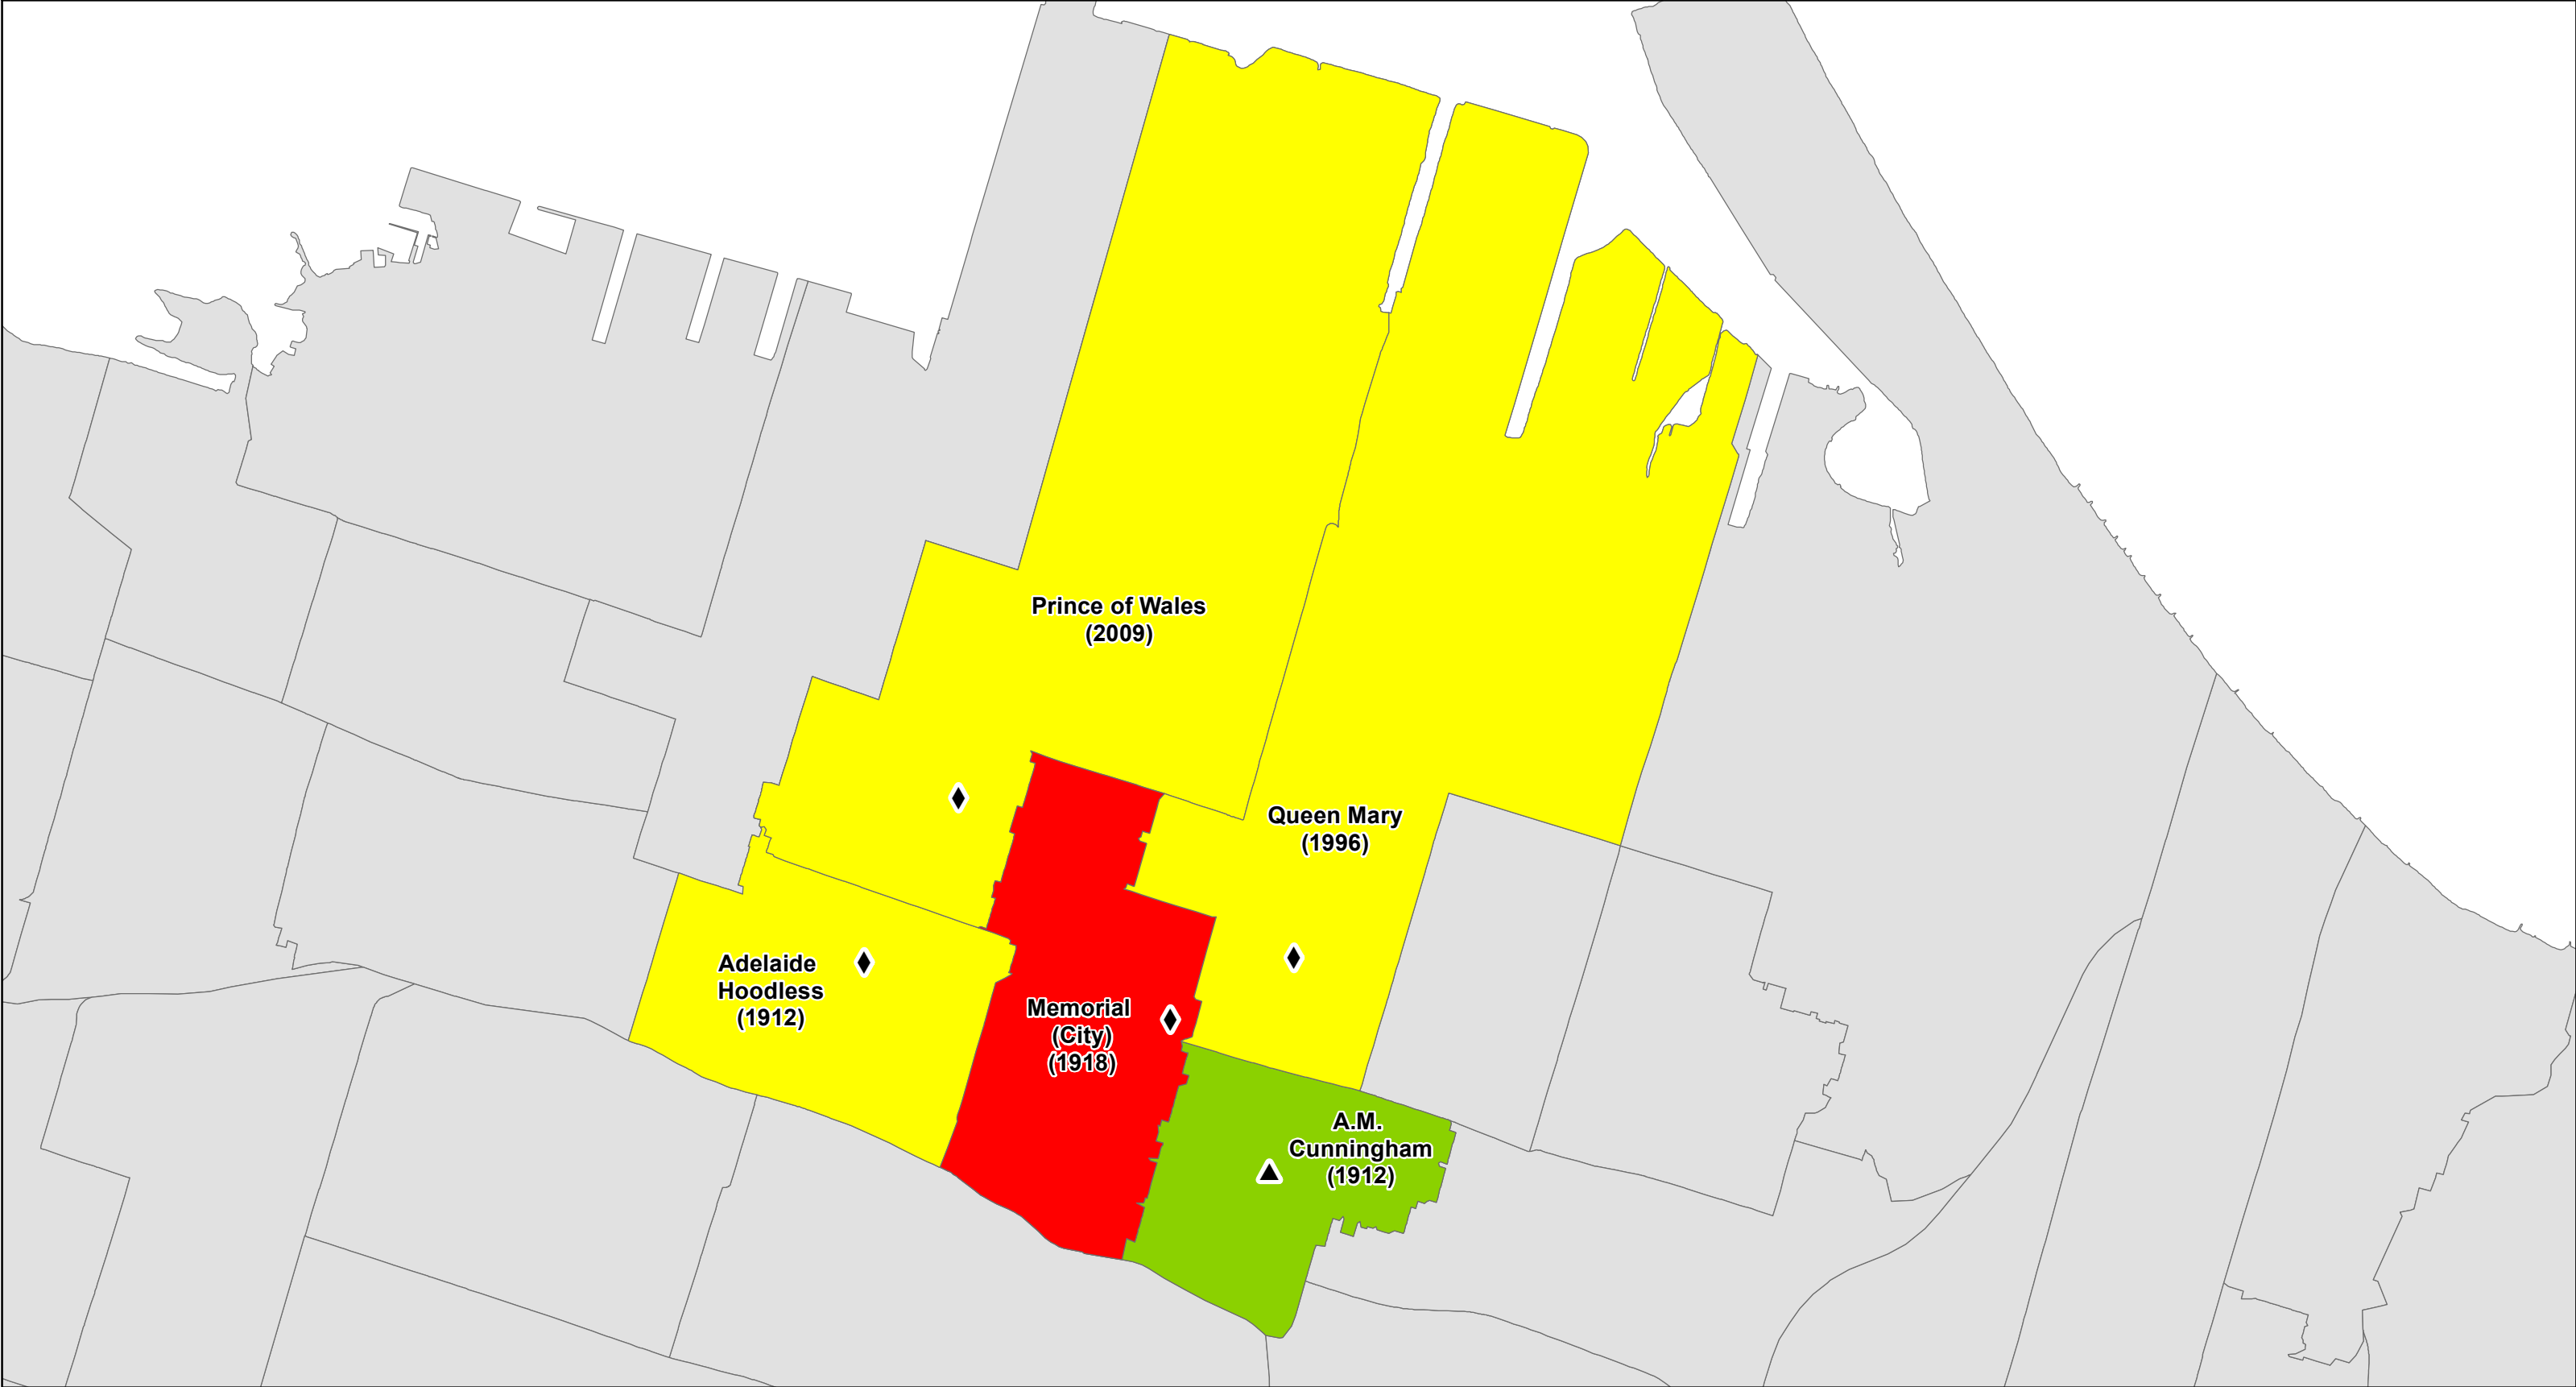 Prince of Wales
(2009)
Queen Mary
(1996)
Adelaide
Hoodless
(1912)
Memorial
(City)
(1918)
A.M.
Cunningham
(1912)